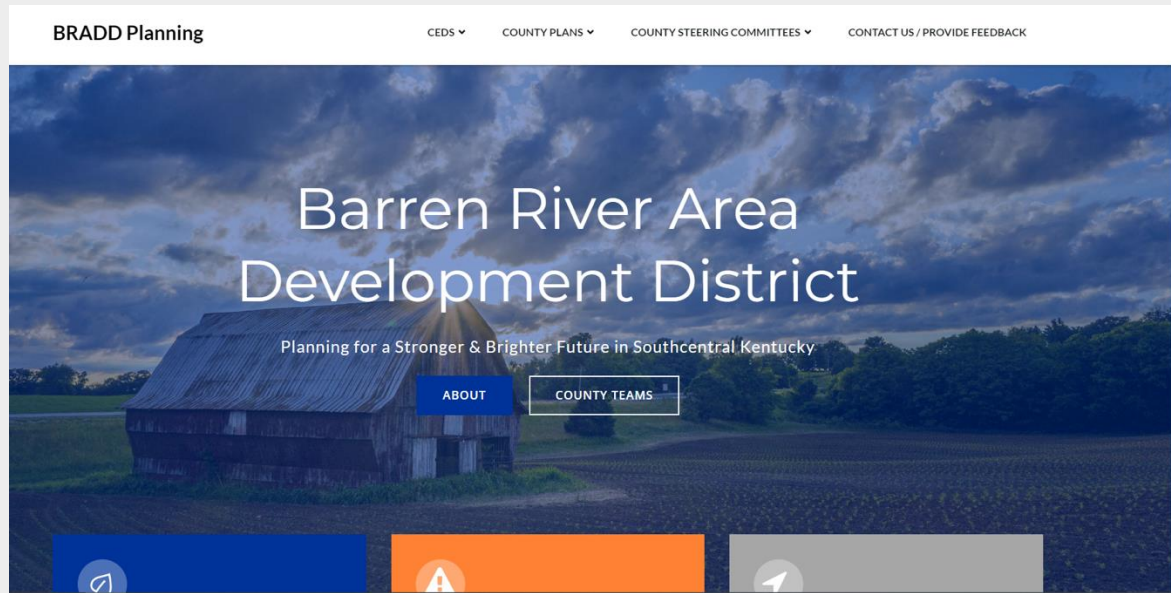 BRADD Planning
CEDS
COUNTY PLANS
COUNTY STEERING COMMITTEES
CONTACT US / PROVIDE FEEDBACK
Barren River Area
Development District
Planning for a Stronger & Brighter Future in Southcentral Kentucky
ABOUT
COUNTY TEAMS